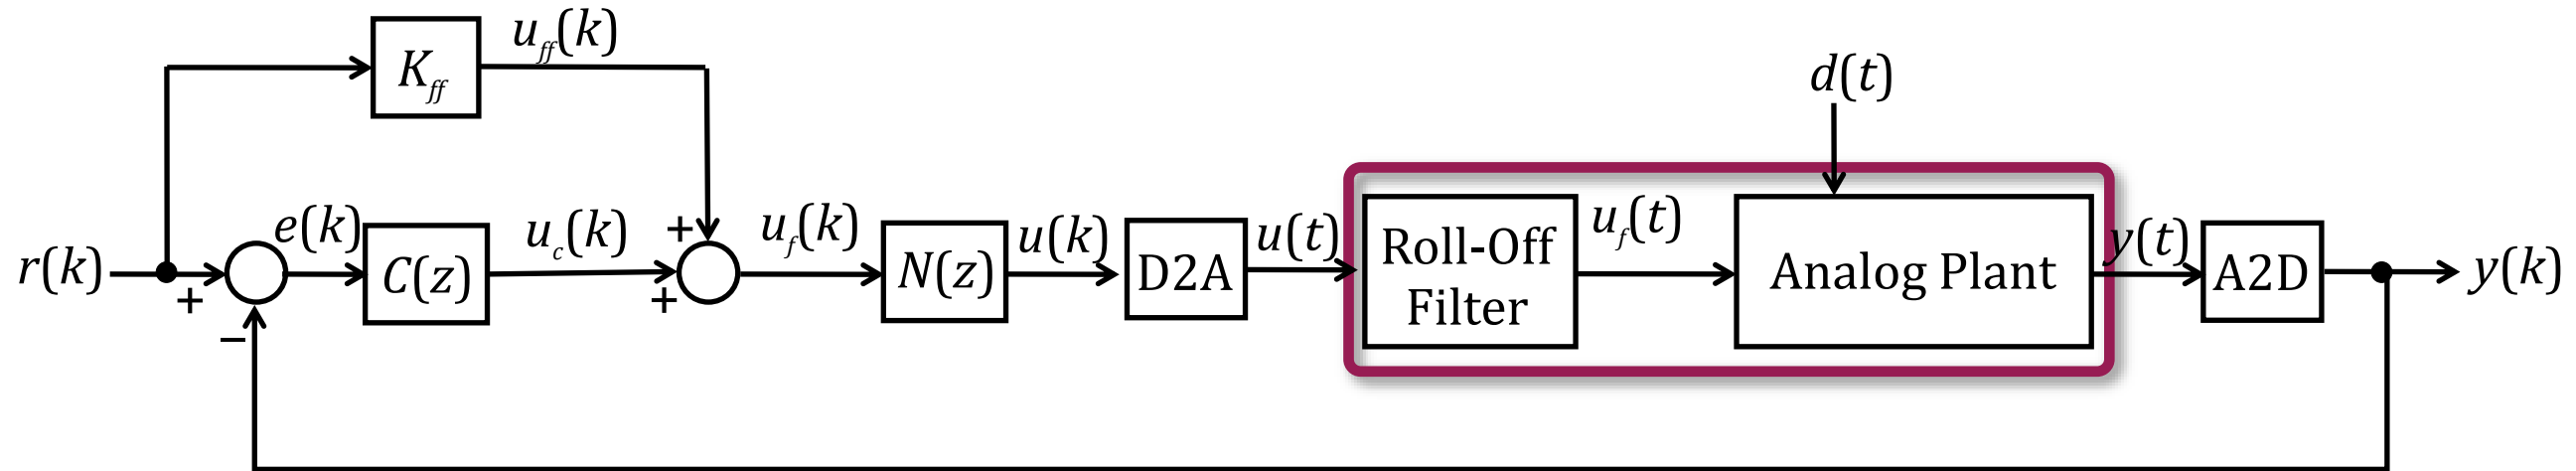 u_ff(k)
K_ff
d(t)
r(k)
+
−
e(k)
C(z)
u_c(k)
+
+
u_f(k)
N(z)
u(k)
D2A
u(t)
Roll-Off
Filter
u_f(t)
Analog Plant
y(t)
A2D
y(k)